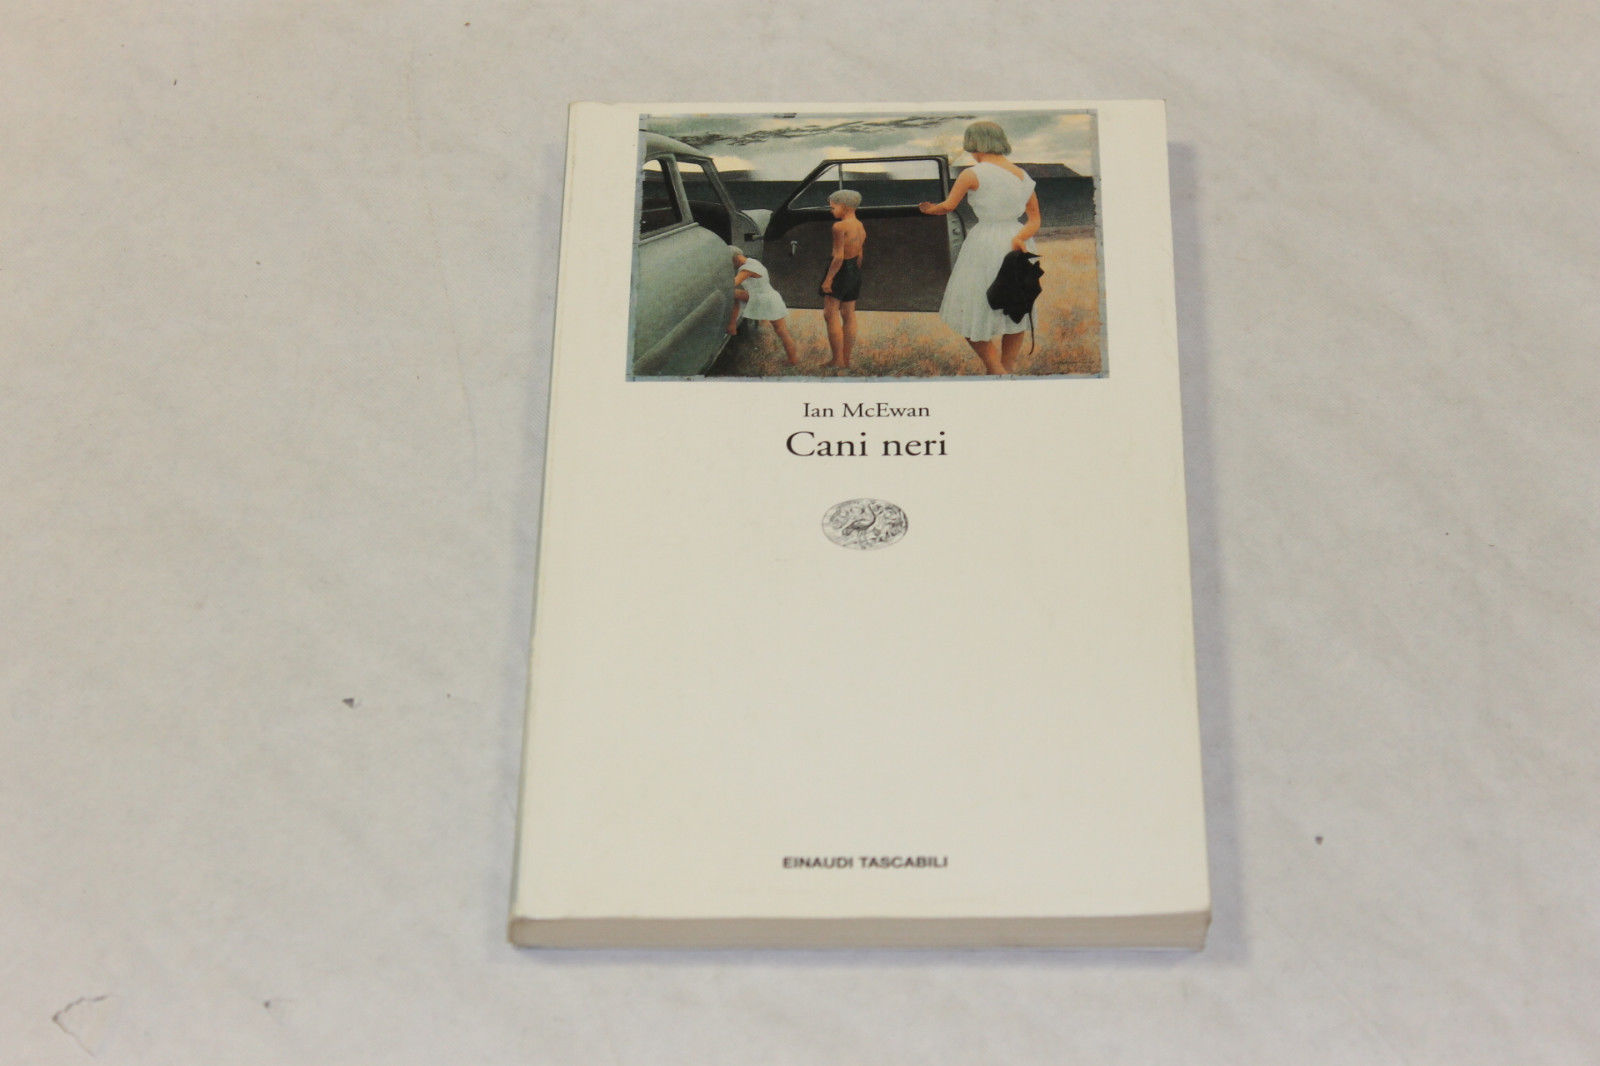 Ian McEwan
Cani neri
EINAUDI TASCABILI